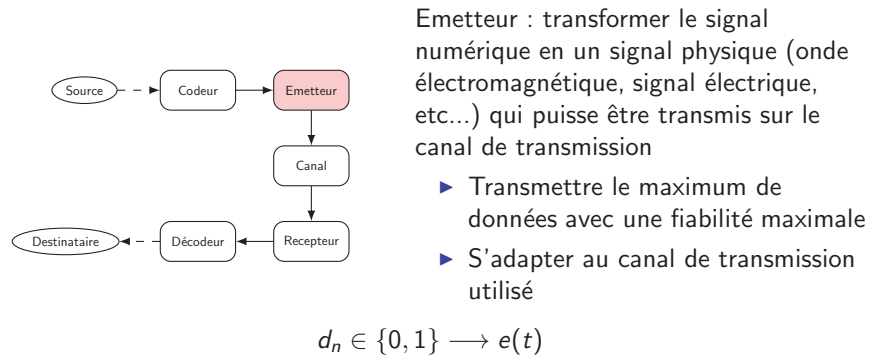 Source
Codeur
Emetteur
Canal
Destinataire
Décodeur
Recepteur
Emetteur : transformer le signal
numérique en un signal physique (onde
électromagnétique, signal électrique,
etc...) qui puisse être transmis sur le
canal de transmission
▶ Transmettre le maximum de
données avec une fiabilité maximale
▶ S'adapter au canal de transmission
utilisé
dₙ ∈ {0, 1} ⟶ e(t)